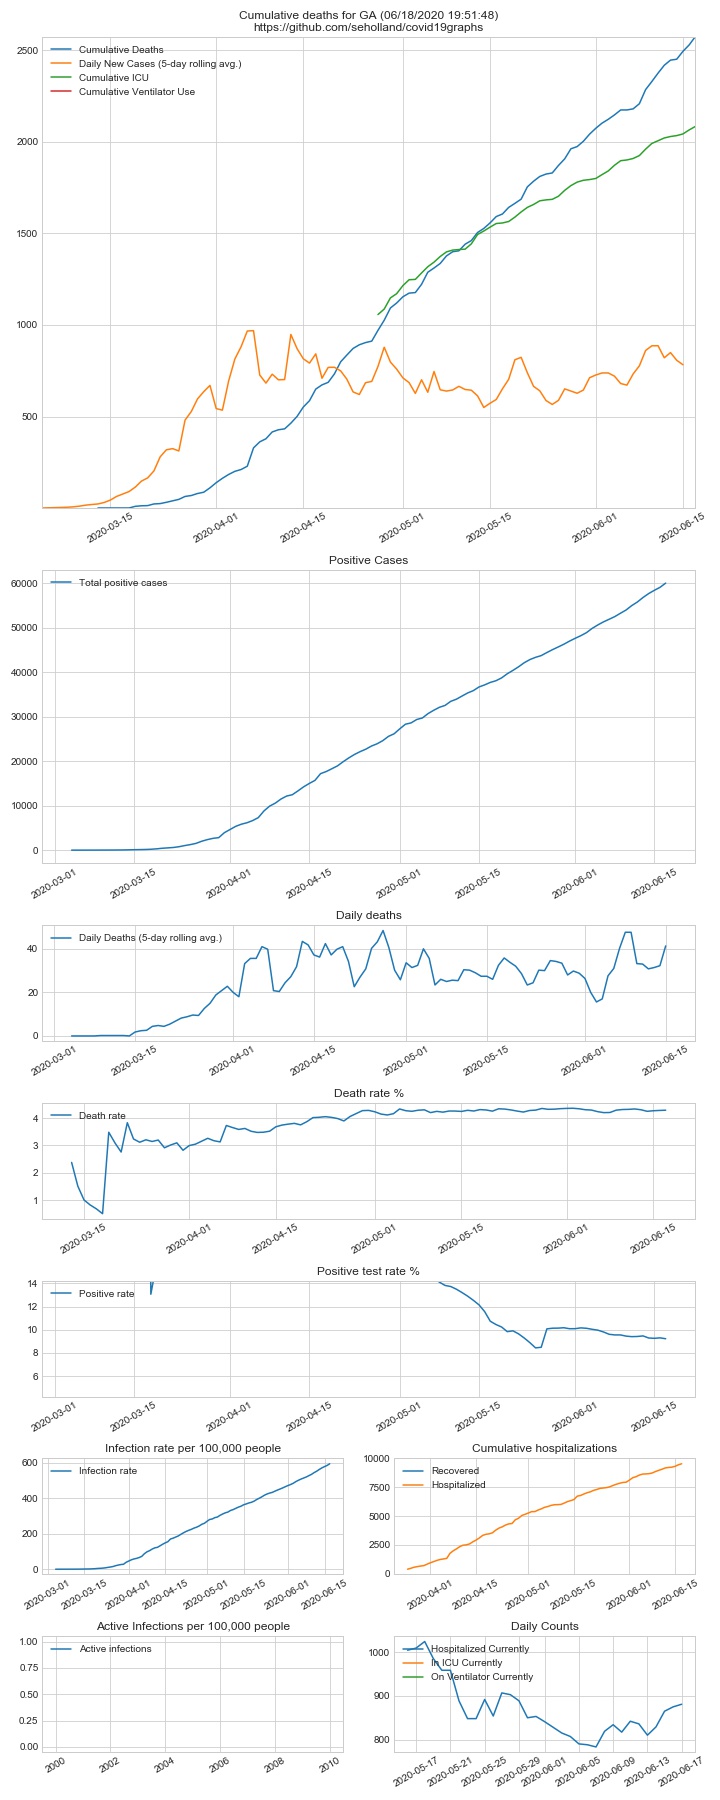 Cumulative deaths for GA (06/18/2020 19:51:48)
https://github.com/seholland/covid19graphs
Cumulative Deaths
Daily New Cases (5-day rolling avg.)
Cumulative ICU
Cumulative Ventilator Use
2500
2000
1500
1000
500
2020-03-15 2020-04-01 2020-04-15 2020-05-01 2020-05-15 2020-06-01 2020-06-15
Positive Cases
Total positive cases
60000
50000
40000
30000
20000
10000
0
2020-03-01 2020-03-15 2020-04-01 2020-04-15 2020-05-01 2020-05-15 2020-06-01 2020-06-15
Daily deaths
Daily Deaths (5-day rolling avg.)
40
20
0
2020-03-01 2020-03-15 2020-04-01 2020-04-15 2020-05-01 2020-05-15 2020-06-01 2020-06-15
Death rate %
Death rate
4
3
2
1
2020-03-15 2020-04-01 2020-04-15 2020-05-01 2020-05-15 2020-06-01 2020-06-15
Positive test rate %
Positive rate
14
12
10
8
6
2020-03-01 2020-03-15 2020-04-01 2020-04-15 2020-05-01 2020-05-15 2020-06-01 2020-06-15
Infection rate per 100,000 people
Infection rate
600
400
200
0
2020-03-01 2020-03-15 2020-04-01 2020-04-15 2020-05-01 2020-05-15 2020-06-01 2020-06-15
Cumulative hospitalizations
Recovered
Hospitalized
10000
7500
5000
2500
0
2020-04-01 2020-04-15 2020-05-01 2020-05-15 2020-06-01 2020-06-15
Active Infections per 100,000 people
Active infections
1.00
0.75
0.50
0.25
0.00
2000 2002 2004 2006 2008 2010
Daily Counts
Hospitalized Currently
In ICU Currently
On Ventilator Currently
1000
900
800
2020-05-17 2020-05-21 2020-05-25 2020-05-29 2020-06-01 2020-06-05 2020-06-09 2020-06-13 2020-06-17